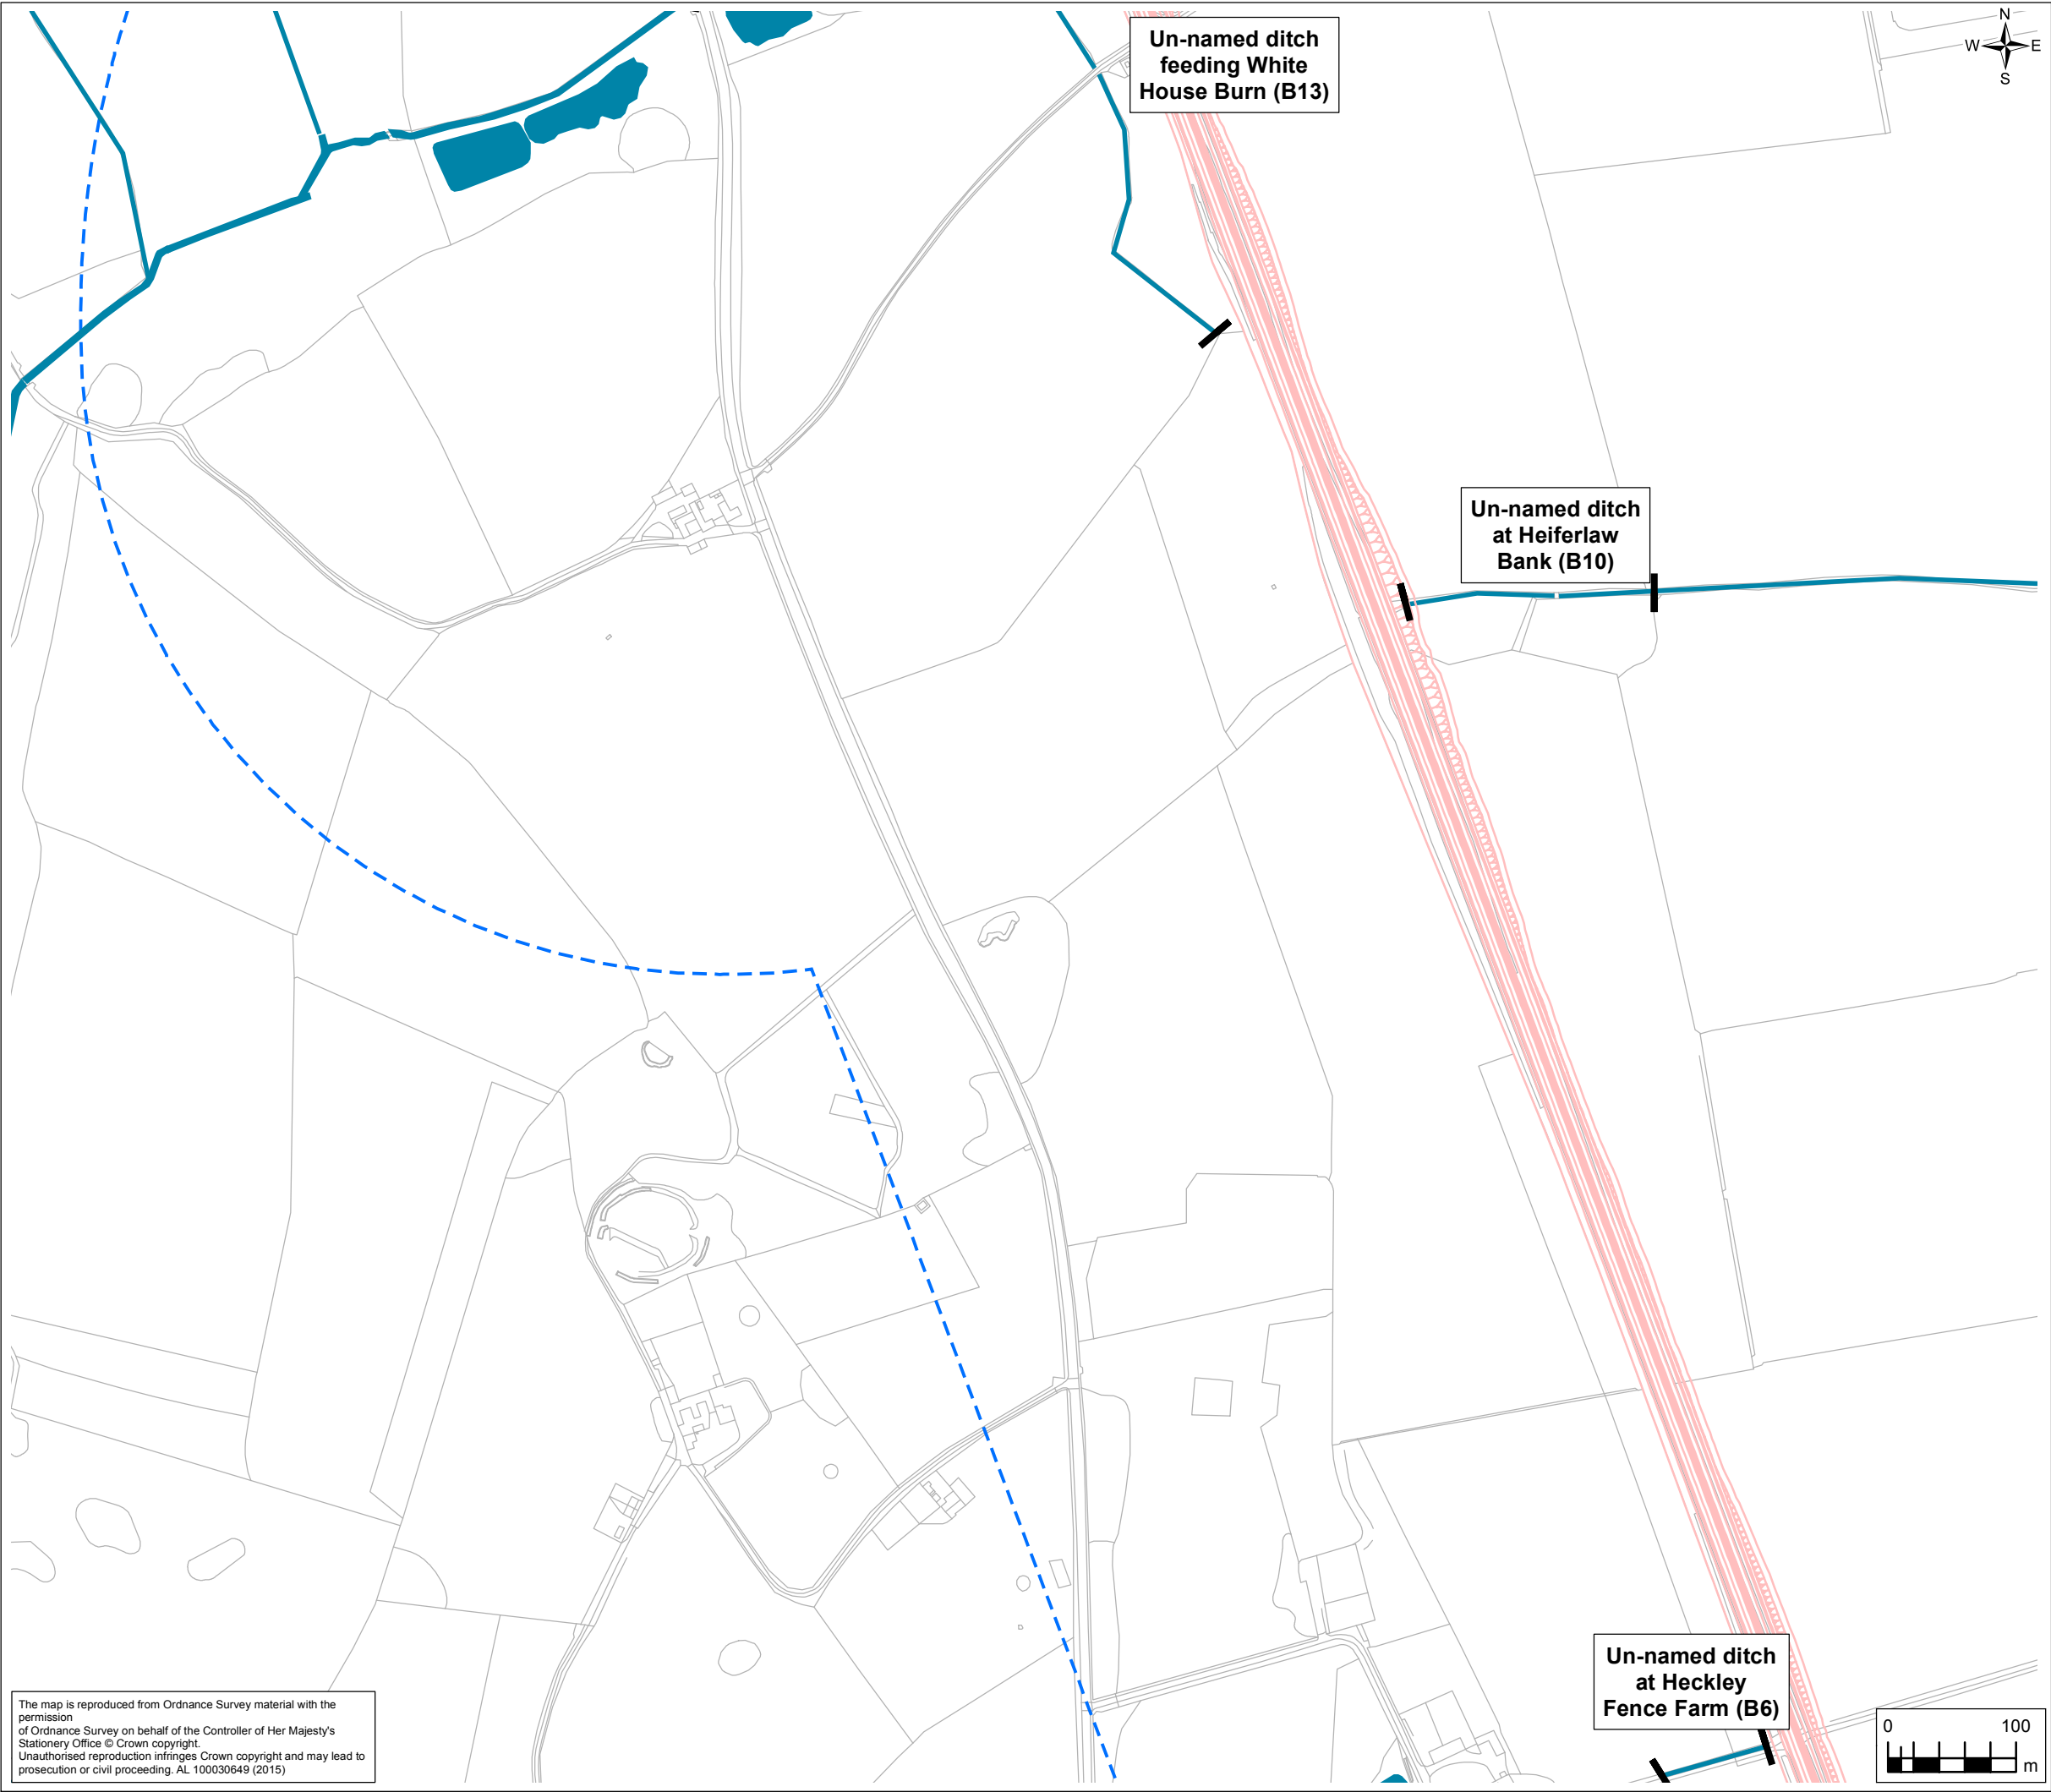 Un-named ditch
feeding White
House Burn (B13)
N
W E
S
Un-named ditch
at Heiferlaw
Bank (B10)
Un-named ditch
at Heckley
Fence Farm (B6)
The map is reproduced from Ordnance Survey material with the
permission
of Ordnance Survey on behalf of the Controller of Her Majesty's
Stationery Office © Crown copyright.
Unauthorised reproduction infringes Crown copyright and may lead to
prosecution or civil proceeding. AL 100030649 (2015)
0 100
m